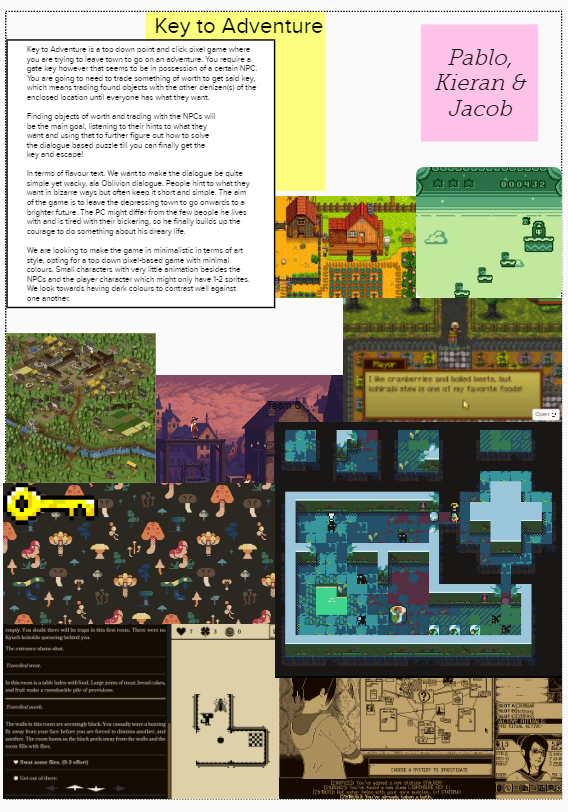 Key to Adventure
Key to Adventure is a top down point and click pixel game where
you are trying to leave town to go on an adventure. You require a
gate key however that seems to be in possession of a certain NPC.
You are going to need to trade something of worth to get said key,
which means trading found objects with the other denizen(s) of the
enclosed location until everyone has what they want.
Finding objects of worth and trading with the NPCs will
be the main goal, listening to their hints to what they
want and using that to further figure out how to solve
the dialogue based puzzle till you can finally get the
key and escape!
In terms of flavour text. We want to make the dialogue be quite
simple yet wacky, ala Oblivion dialogue. People hint to what they want
in bizarre ways but often keep it short and simple. The aim
of the game is to leave the depressing town to go onwards to a
brighter future. The PC might differ from the few people he lives
with and is tired with their bickering, so he finally builds up the
courage to do something about his dreary life.
We are looking to make the game in minimalistic in terms of art
style, opting for a top down pixel-based game with minimal
colours. Small characters with very little animation besides the
NPCs and the player character which might only have 1-2 sprites.
We look towards having dark colours to contrast well against
one another.
Pablo,
Kieran &
Jacob
000432
Mayor
I like cranberries and boiled beets, but
kohlrabi stew is one of my favorite foods!
Open
Team 6
empty. You doubt there will be traps in this first room. There were no
kobolds queueing behind you.
The entrance slams shut.
Travelled west.
In this room is a table laden with food. Large joints of meat, bread cakes,
and fruit make a ramshackle pile of provisions.
Travelled north.
The walls in this room are seemingly black. You casually wave a buzzing
fly away from your face before you are forced to dismiss another, and
another. The room turns as the black peels away from the walls and the
room fills with flies.
Swat some flies. (0-3 effort)
Get out of there.
7 3 0
CHOOSE A MYSTERY TO INVESTIGATE